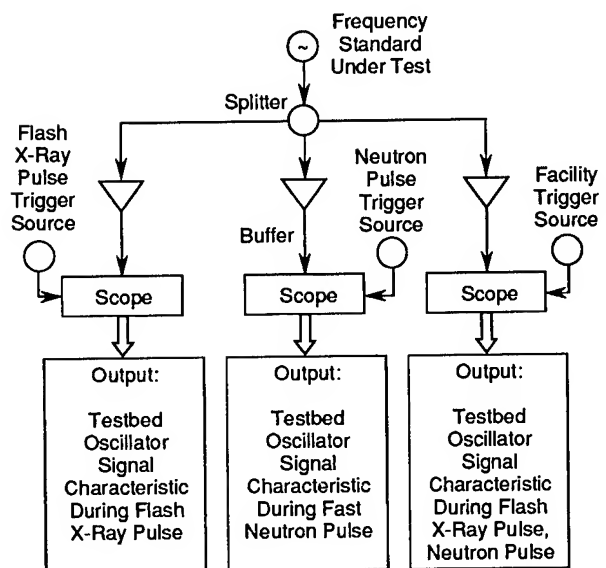 Frequency
Standard
Under Test
~
Splitter
Flash
X-Ray
Pulse
Trigger
Source
Neutron
Pulse
Trigger
Source
Facility
Trigger
Source
Buffer
Scope
Scope
Scope
Output:
Testbed
Oscillator
Signal
Characteristic
During Flash
X-Ray Pulse
Output:
Testbed
Oscillator
Signal
Characteristic
During Fast
Neutron Pulse
Output:
Testbed
Oscillator
Signal
Characteristic
During Flash
X-Ray Pulse,
Neutron Pulse